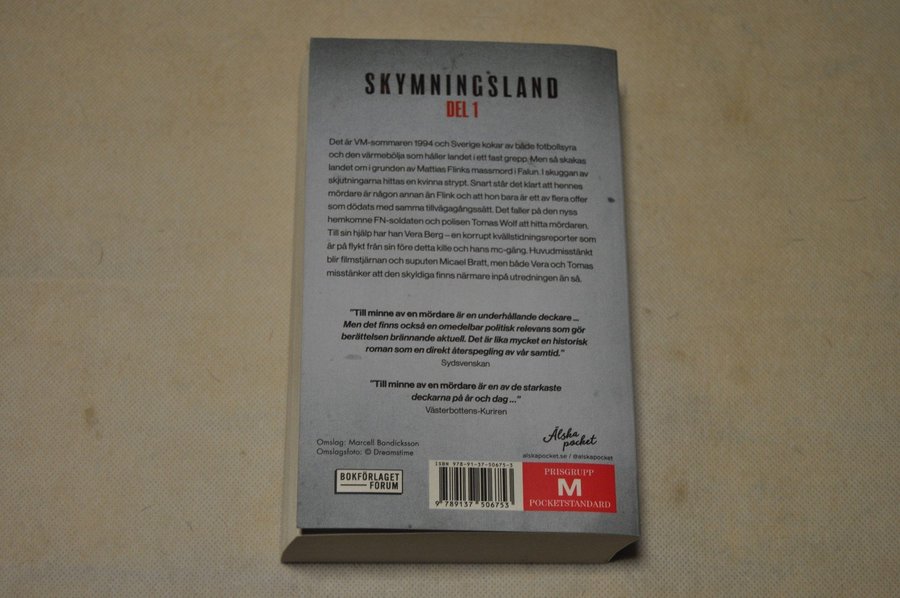 SKYMNINGSLAND
DEL 1
Det är VM-sommaren 1994 och Sverige kokar av både fotbollsyra
och den värmebölja som håller landet i ett fast grepp. Men så skakas
landet om i grunden av Mattias Flinks massmord i Falun. I skuggan av
skjutningarna hittas en kvinna strypt. Snart står det klart att hennes
mördare är någon annan än Flink och att hon bara är ett av flera offer
som dödats med samma tillvägagångssätt. Det faller på den nyss
hemkomne FN-soldaten och polisen Tomas Wolf att hitta mördaren.
Till sin hjälp har han Vera Berg – en korrupt kvällstidningsreporter som
är på flykt från sin före detta kille och hans mc-gäng. Huvudmisstänkt
blir filmstjärnan och suputen Micael Bratt, men både Vera och Tomas
misstänker att den skyldiga finns närmare inpå utredningen än så.
"Till minne av en mördare är en underhållande deckare ...
Men det finns också en omedelbar politisk relevans som gör
berättelsen brännande aktuell. Det är lika mycket en historisk
roman som en direkt återspegling av vår samtid."
Sydsvenskan
"Till minne av en mördare är en av de starkaste
deckarna på år och dag ..."
Västerbottens-Kuriren
Älska
pocket
alskapocket.se / @alskapocket
Omslag: Marcell Bandicksson
Omslagsfoto: © Dreamstime
BOKFÖRLAGET
FORUM
ISBN 978-91-37-50675-3
9 789137 506753
PRISGRUPP
M
POCKETSTANDARD